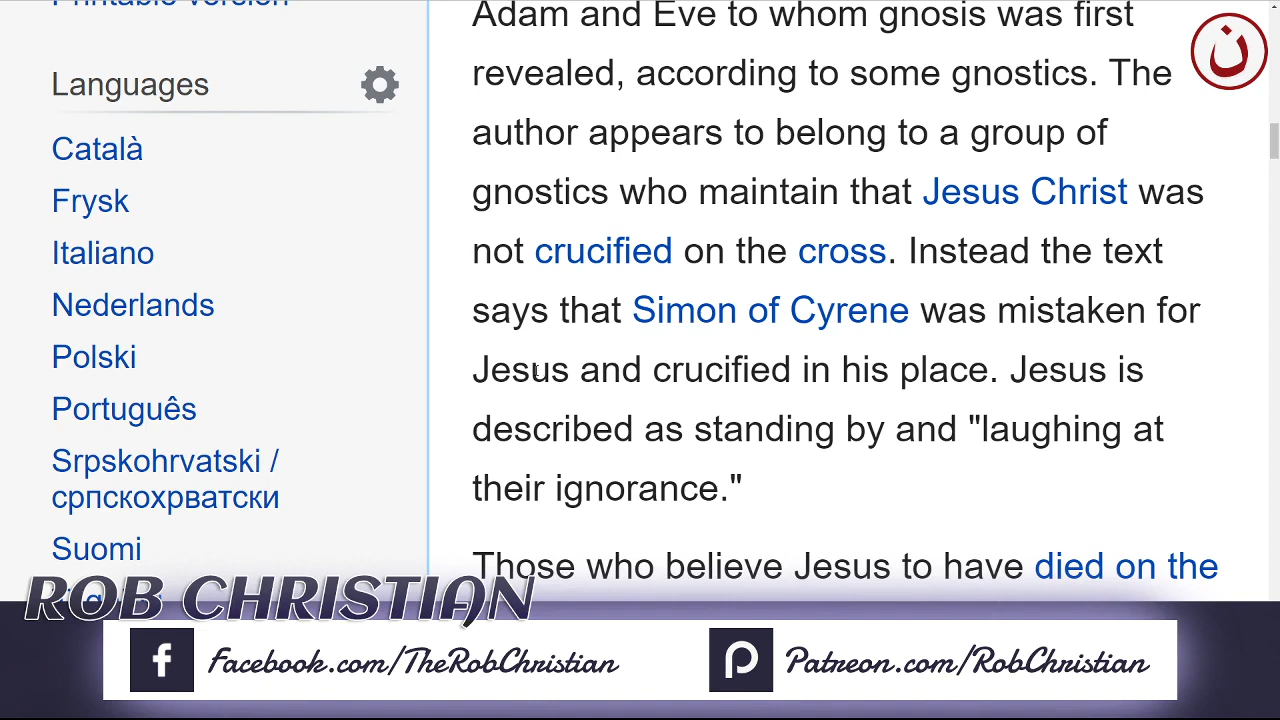 Printable version
Languages
Català
Frysk
Italiano
Nederlands
Polski
Português
Srpskohrvatski /
српскохрватски
Suomi
Adam and Eve to whom gnosis was first
revealed, according to some gnostics. The
author appears to belong to a group of
gnostics who maintain that Jesus Christ was
not crucified on the cross. Instead the text
says that Simon of Cyrene was mistaken for
Jesus and crucified in his place. Jesus is
described as standing by and "laughing at
their ignorance."
Those who believe Jesus to have died on the
ن
ROB CHRISTIAN
Facebook.com/TheRobChristian
Patreon.com/RobChristian